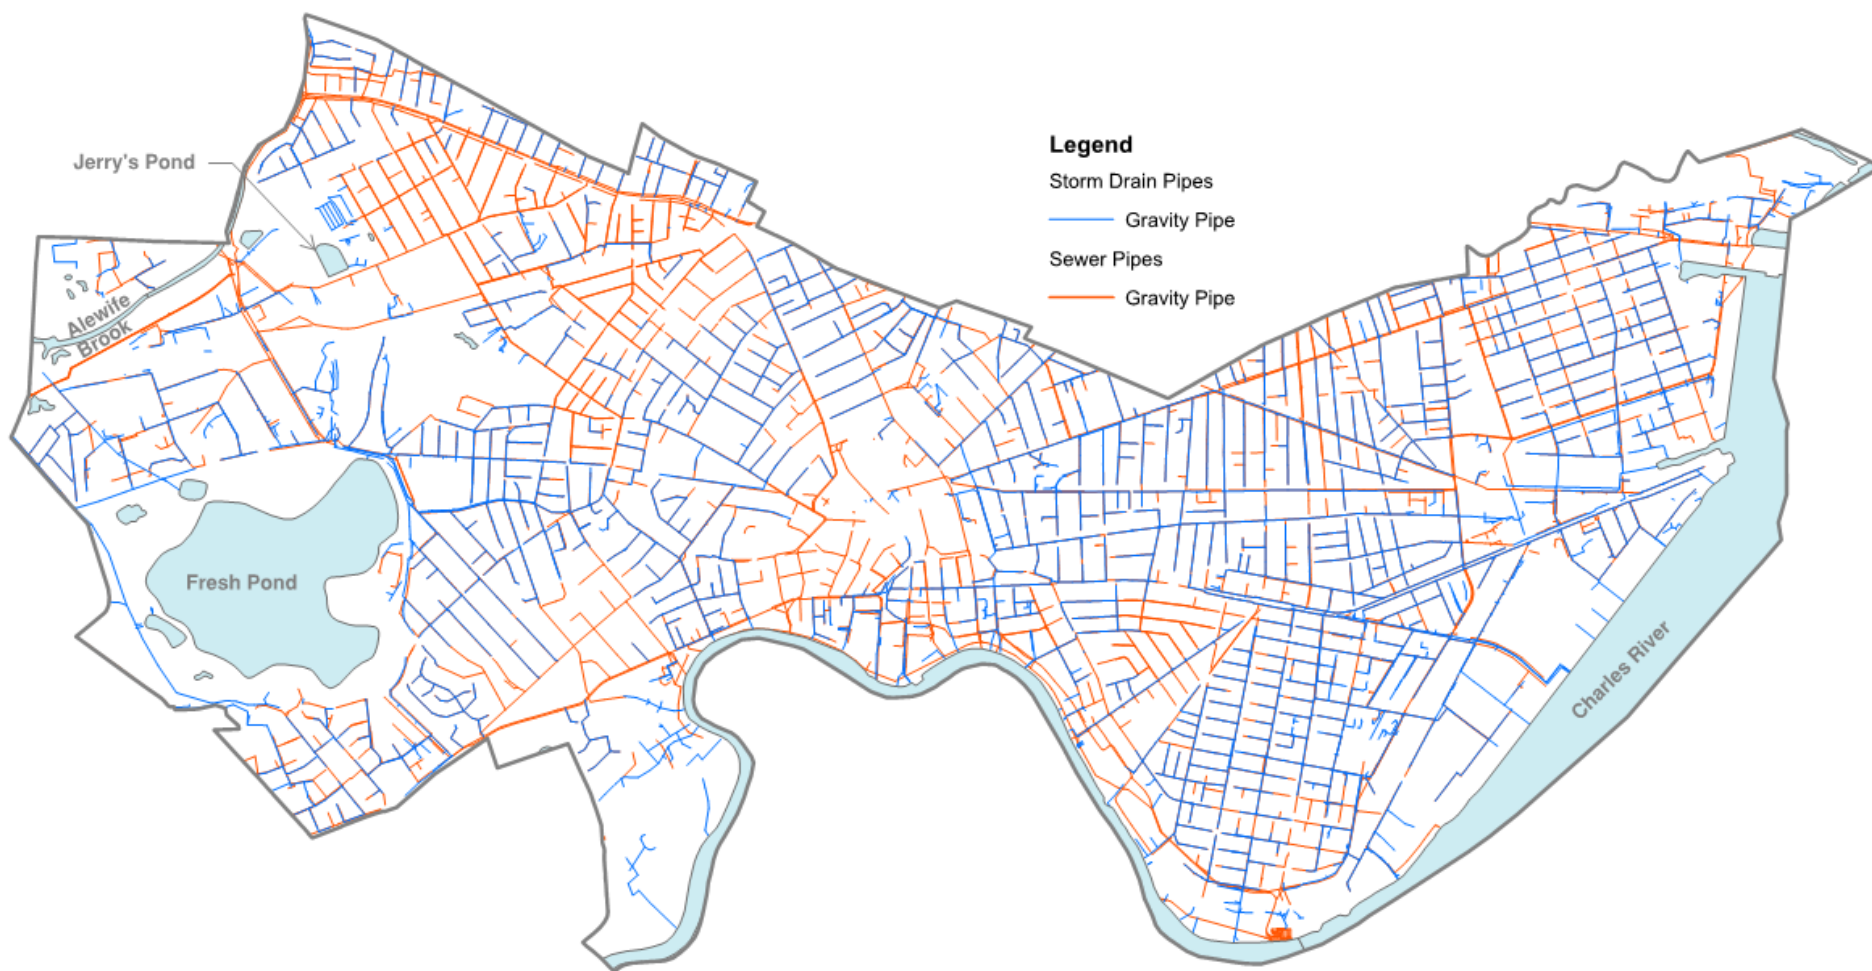 Legend
Storm Drain Pipes
Gravity Pipe
Sewer Pipes
Gravity Pipe
Jerry's Pond
Alewife
Brook
Fresh Pond
Charles River